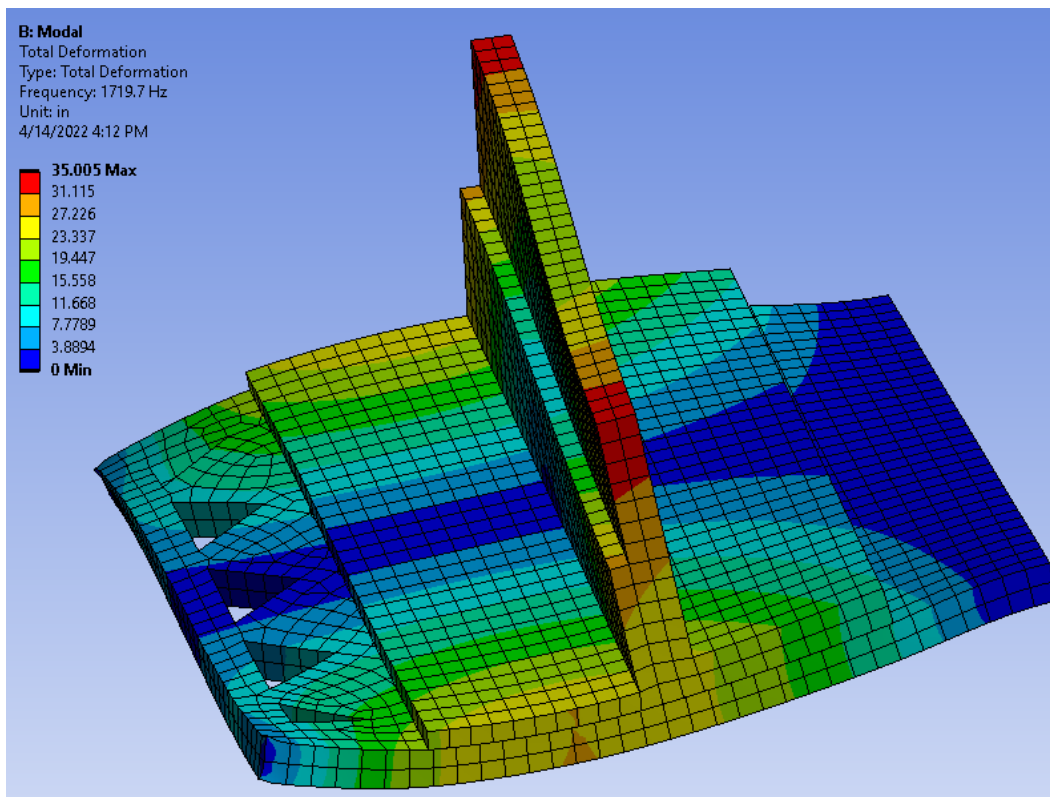 B: Modal
Total Deformation
Type: Total Deformation
Frequency: 1719.7 Hz
Unit: in
4/14/2022 4:12 PM
35.005 Max
31.115
27.226
23.337
19.447
15.558
11.668
7.7789
3.8894
0 Min